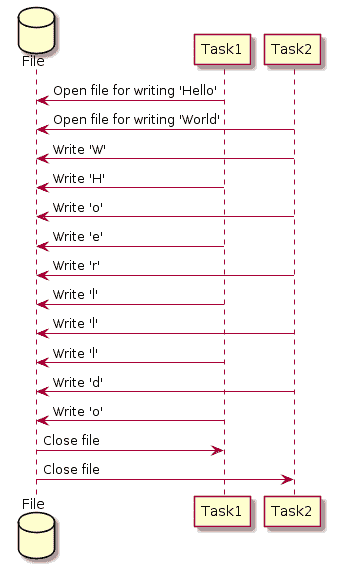 File
Task1
Task2
Open file for writing 'Hello'
Open file for writing 'World'
Write 'W'
Write 'H'
Write 'o'
Write 'e'
Write 'r'
Write 'l'
Write 'l'
Write 'l'
Write 'd'
Write 'o'
Close file
Close file
File
Task1
Task2